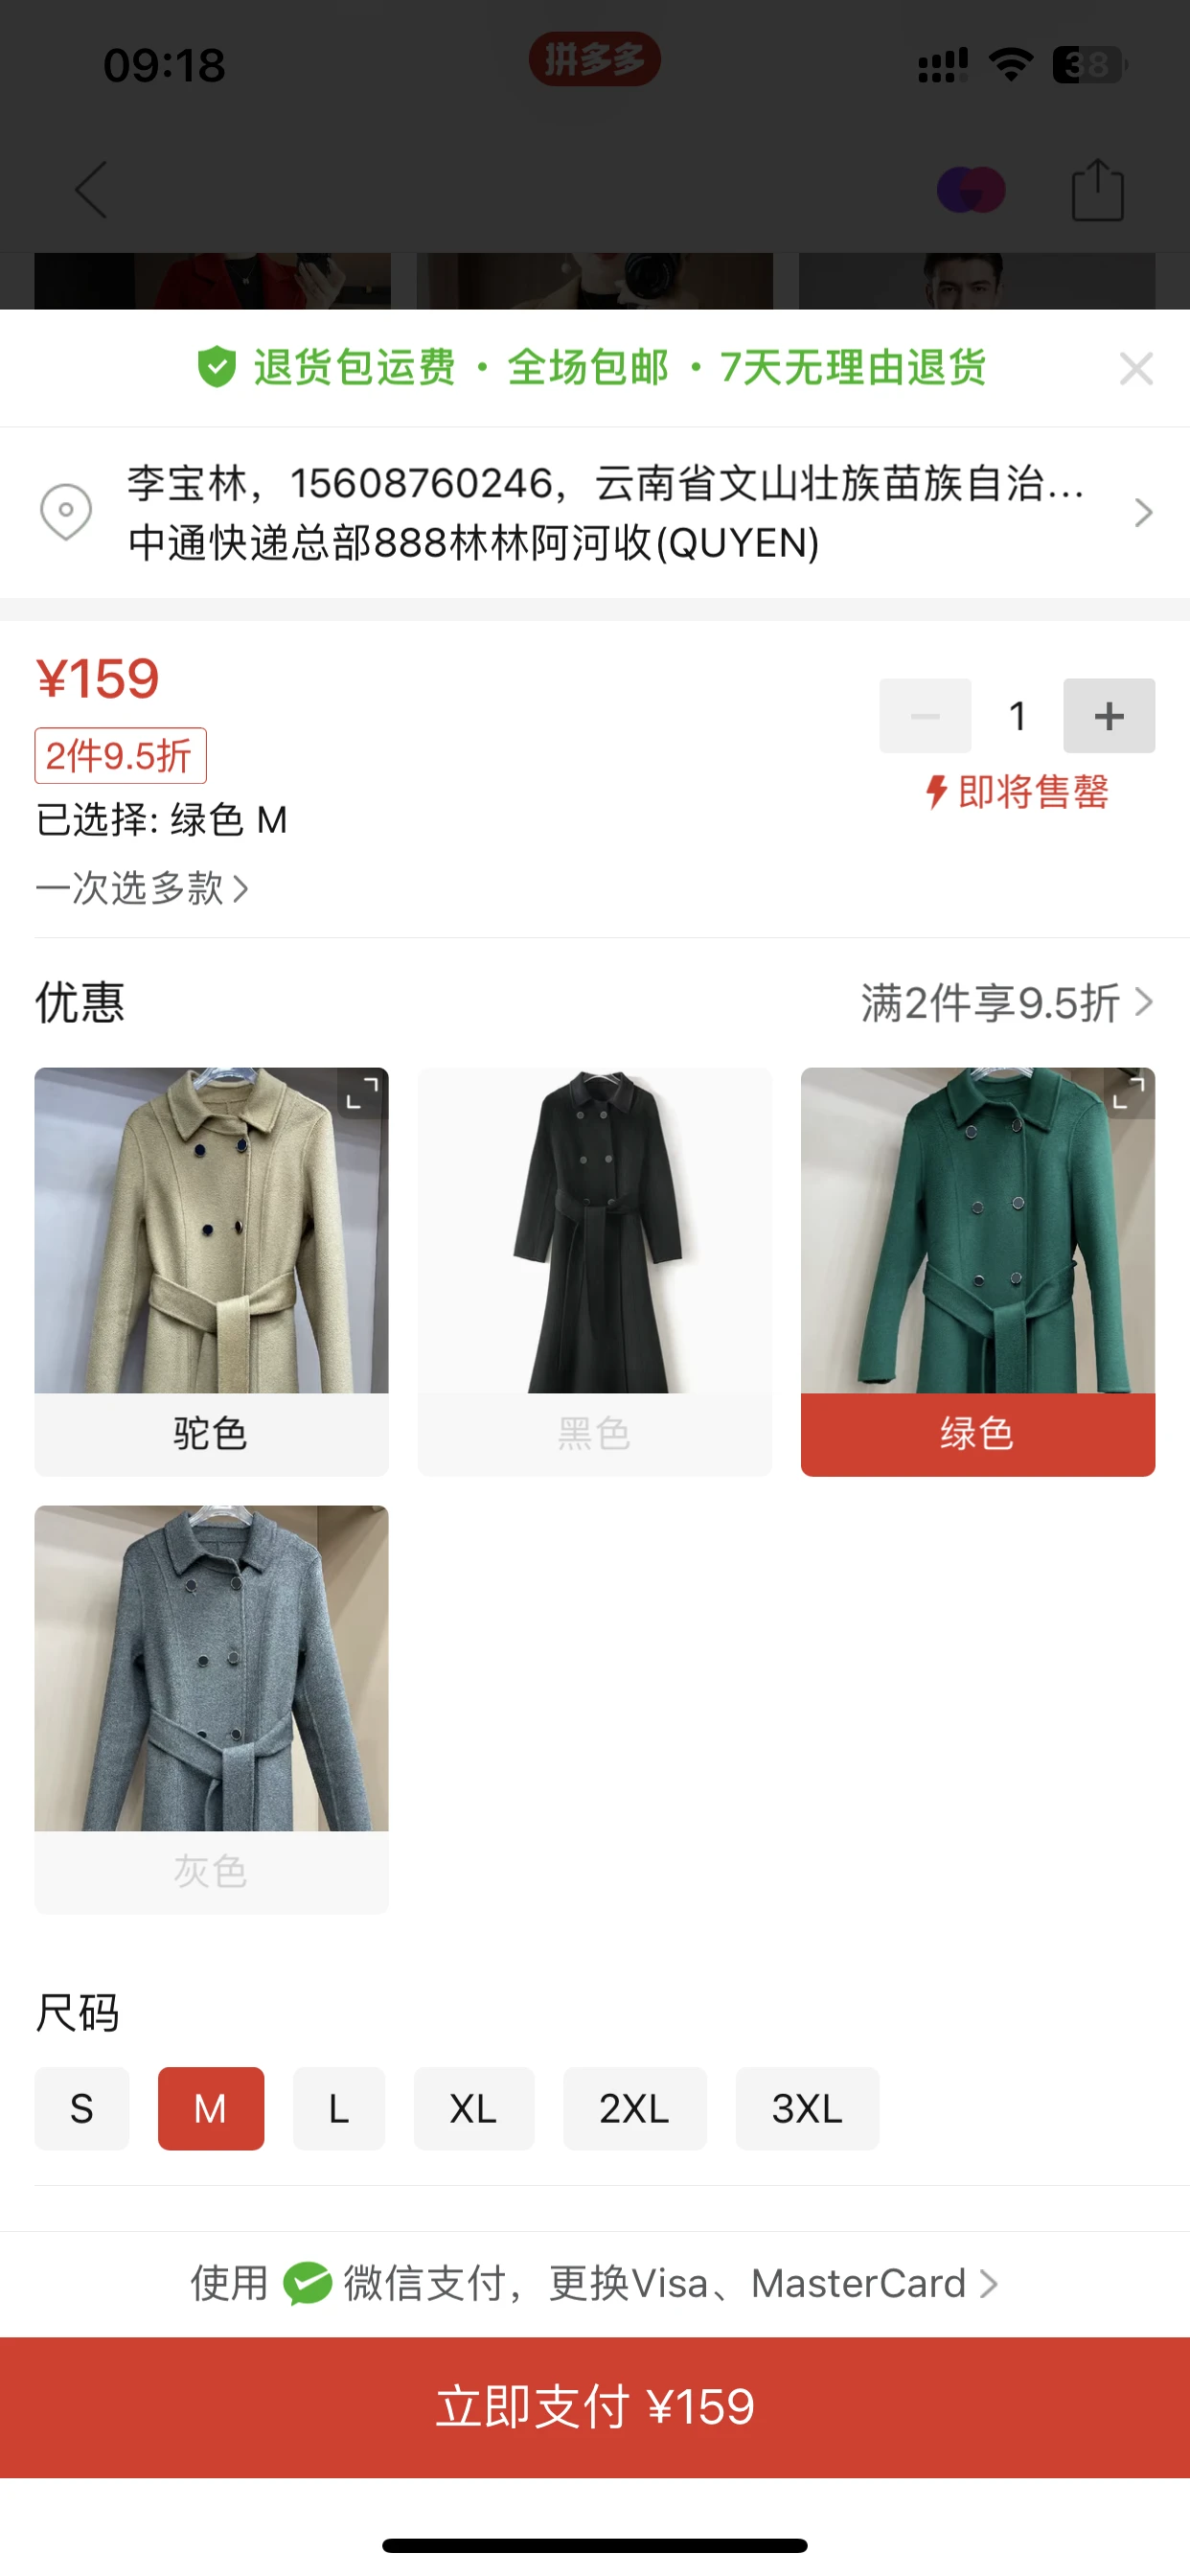 09:18
拼多多
38
退货包运费 · 全场包邮 · 7天无理由退货
李宝林，15608760246，云南省文山壮族苗族自治...
中通快递总部888林林阿河收(QUYEN)
¥159
1
2件9.5折
即将售罄
已选择: 绿色 M
一次选多款
优惠
满2件享9.5折
驼色
黑色
绿色
灰色
尺码
S
M
L
XL
2XL
3XL
使用 微信支付，更换Visa、MasterCard
立即支付 ¥159